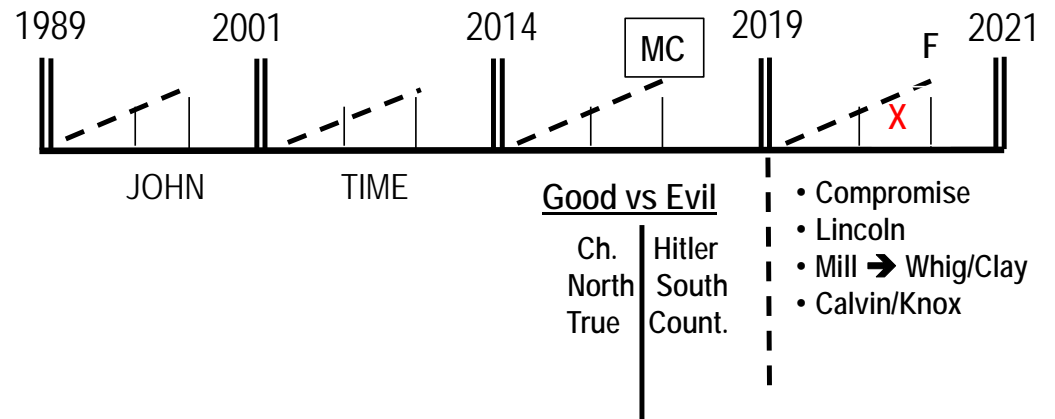 1989 2001 2014 2019 2021
MC F
X
JOHN TIME
Good vs Evil
Ch. Hitler
North South
True Count.
• Compromise
• Lincoln
• Mill ➔ Whig/Clay
• Calvin/Knox